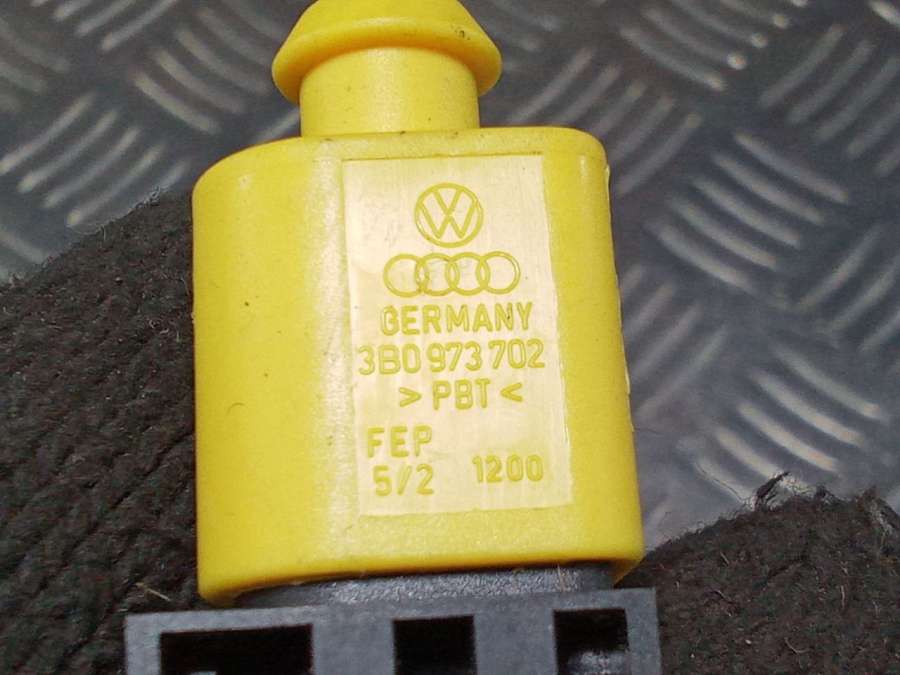 GERMANY
3B0 973 702
> PBT <
FEP
5/2 1200